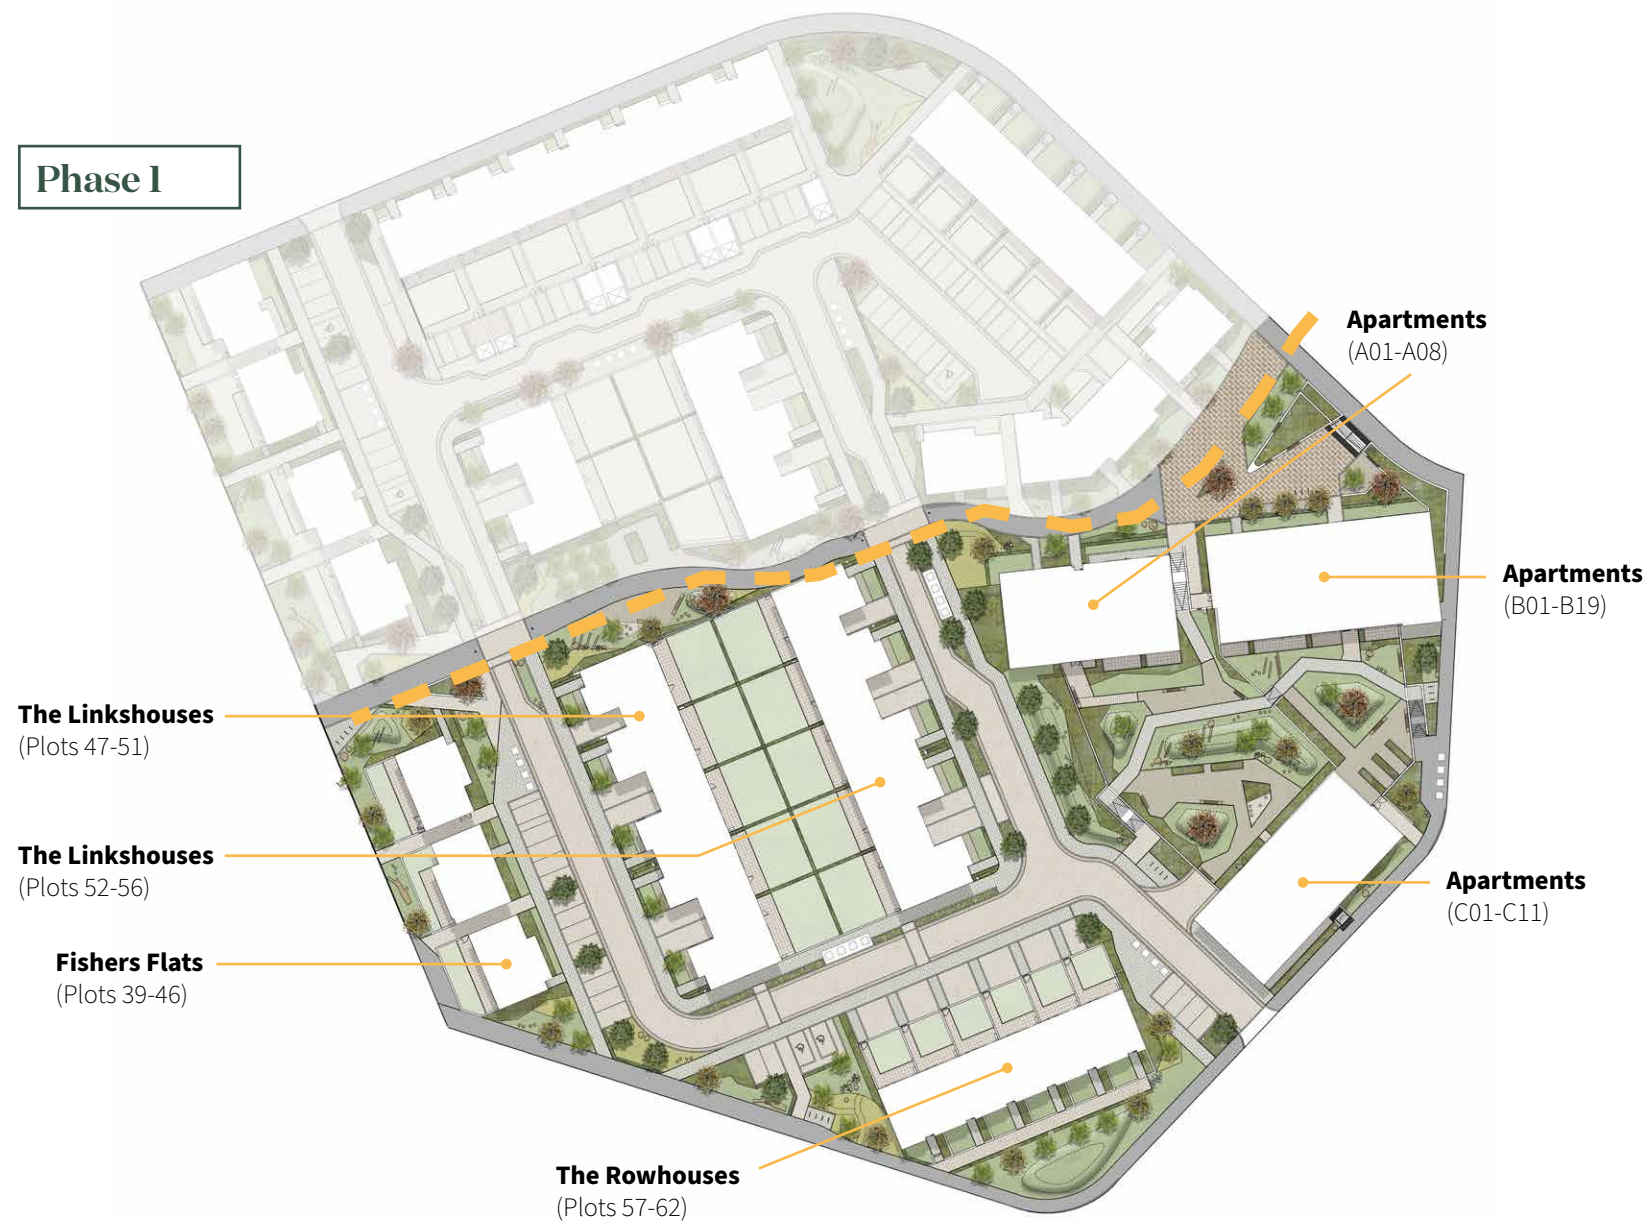 Phase 1
Apartments
(A01-A08)
Apartments
(B01-B19)
The Linkshouses
(Plots 47-51)
The Linkshouses
(Plots 52-56)
Apartments
(C01-C11)
Fishers Flats
(Plots 39-46)
The Rowhouses
(Plots 57-62)